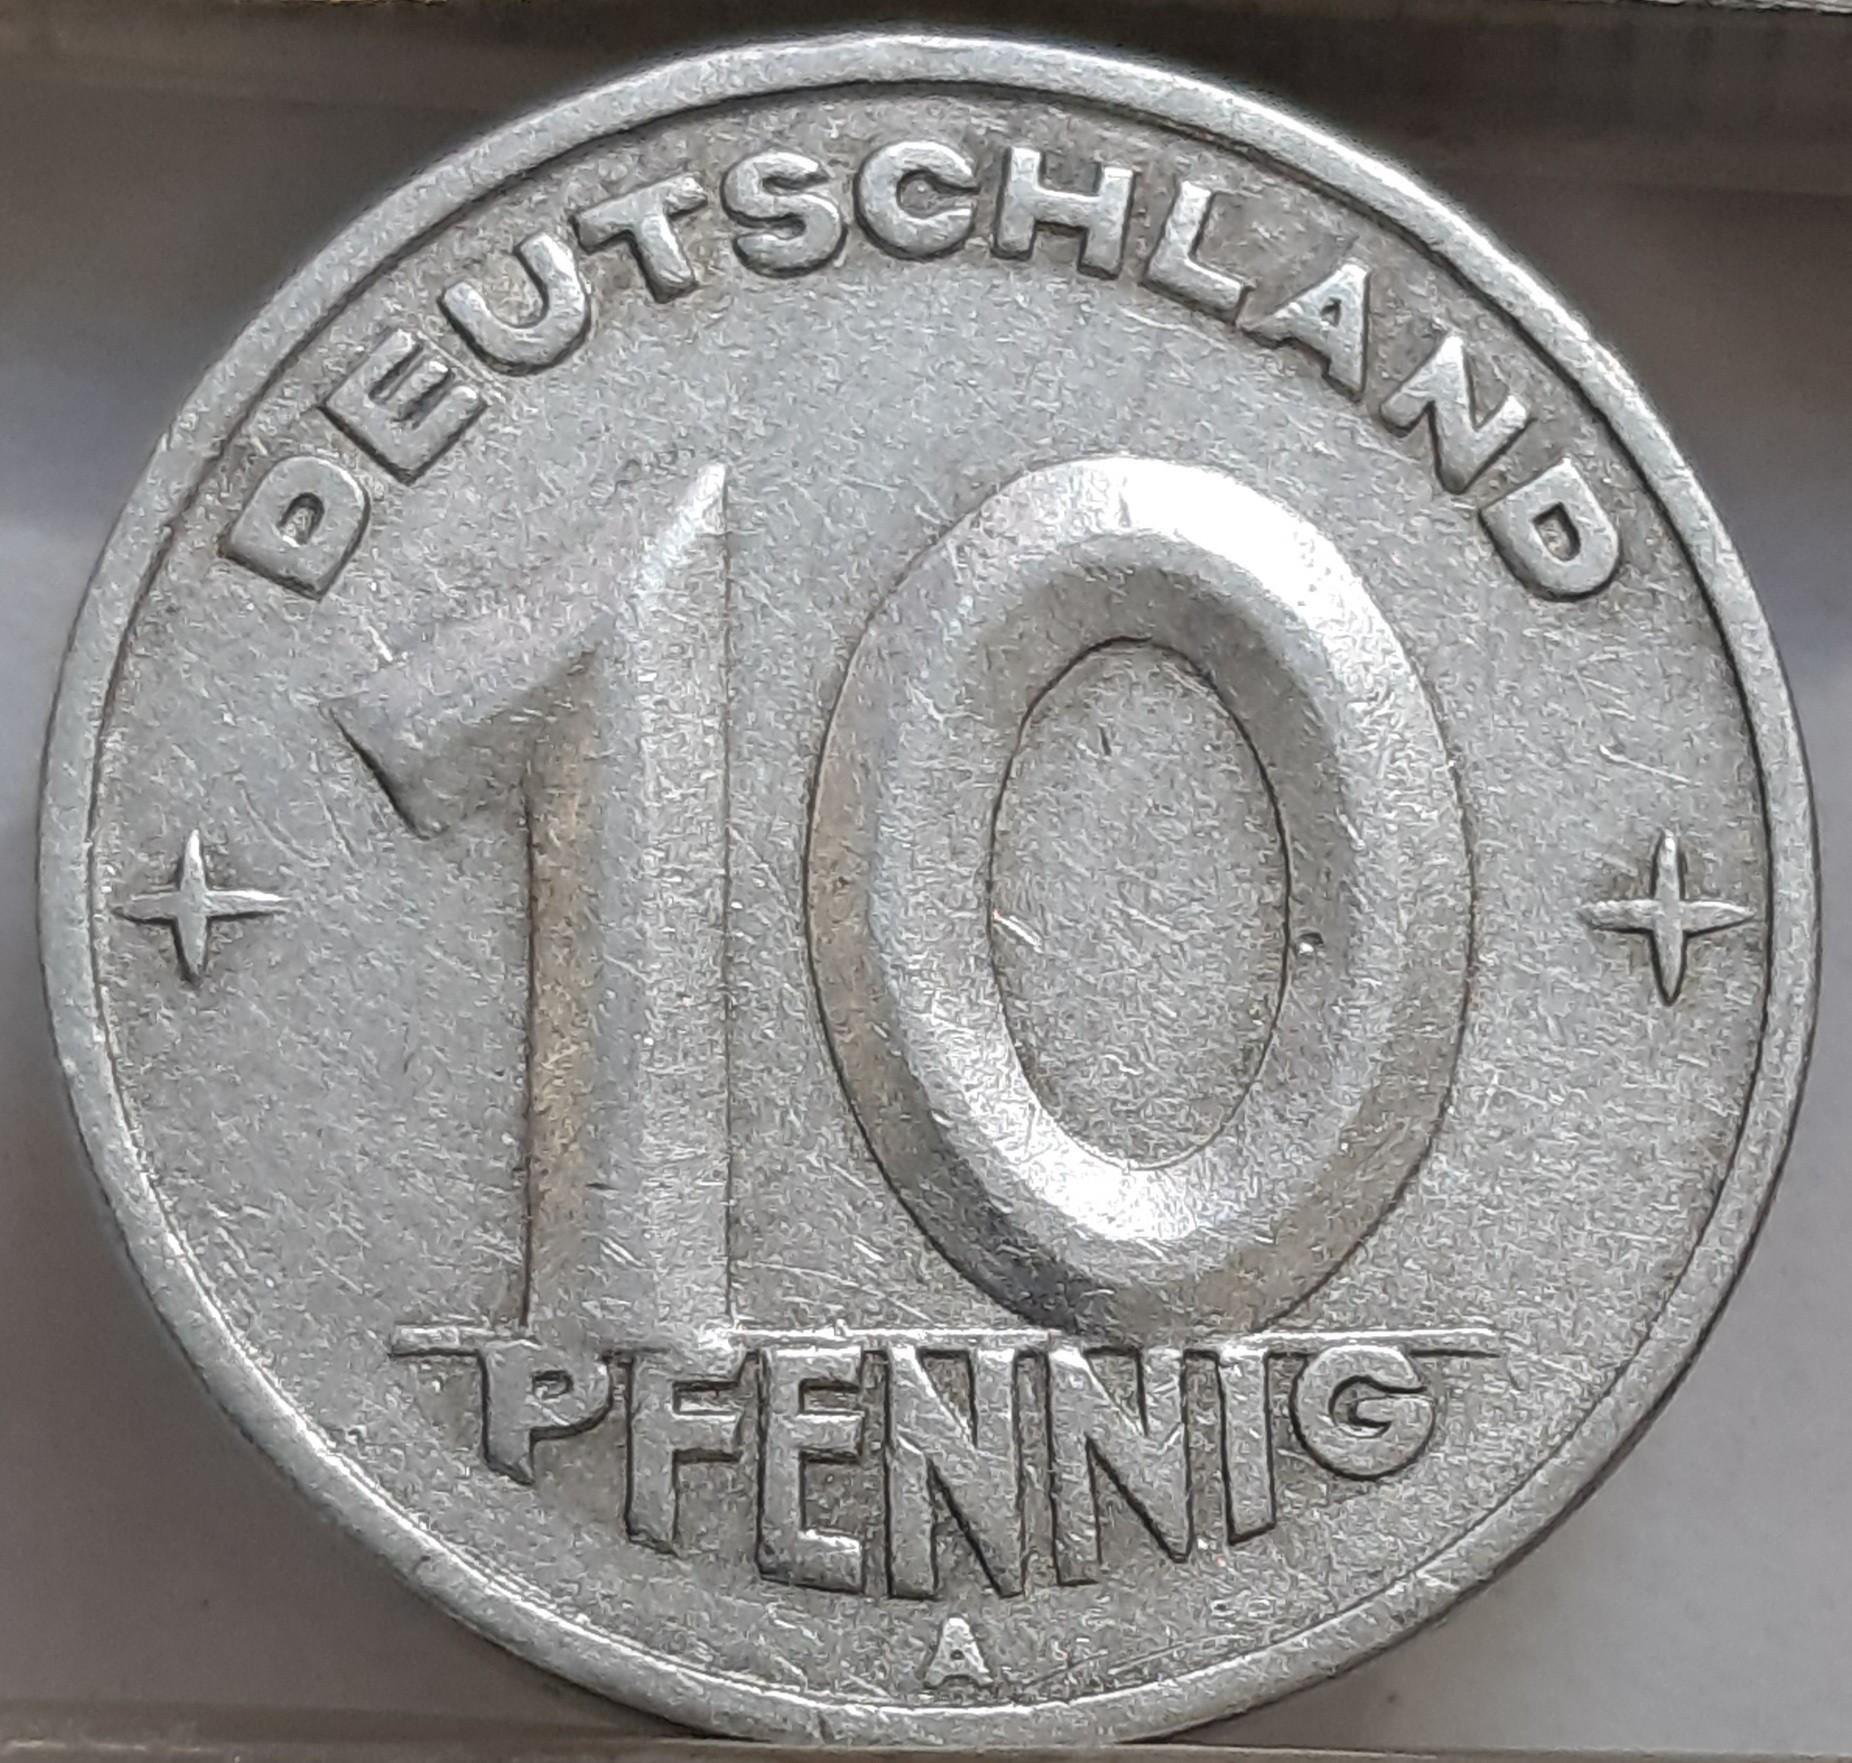 DEUTSCHLAND
10
PFENNIG
A